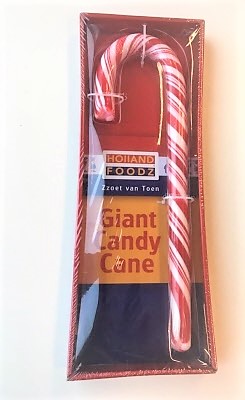 Holland
FOODZ
Zzoet van Toen
Giant
Candy
Cane